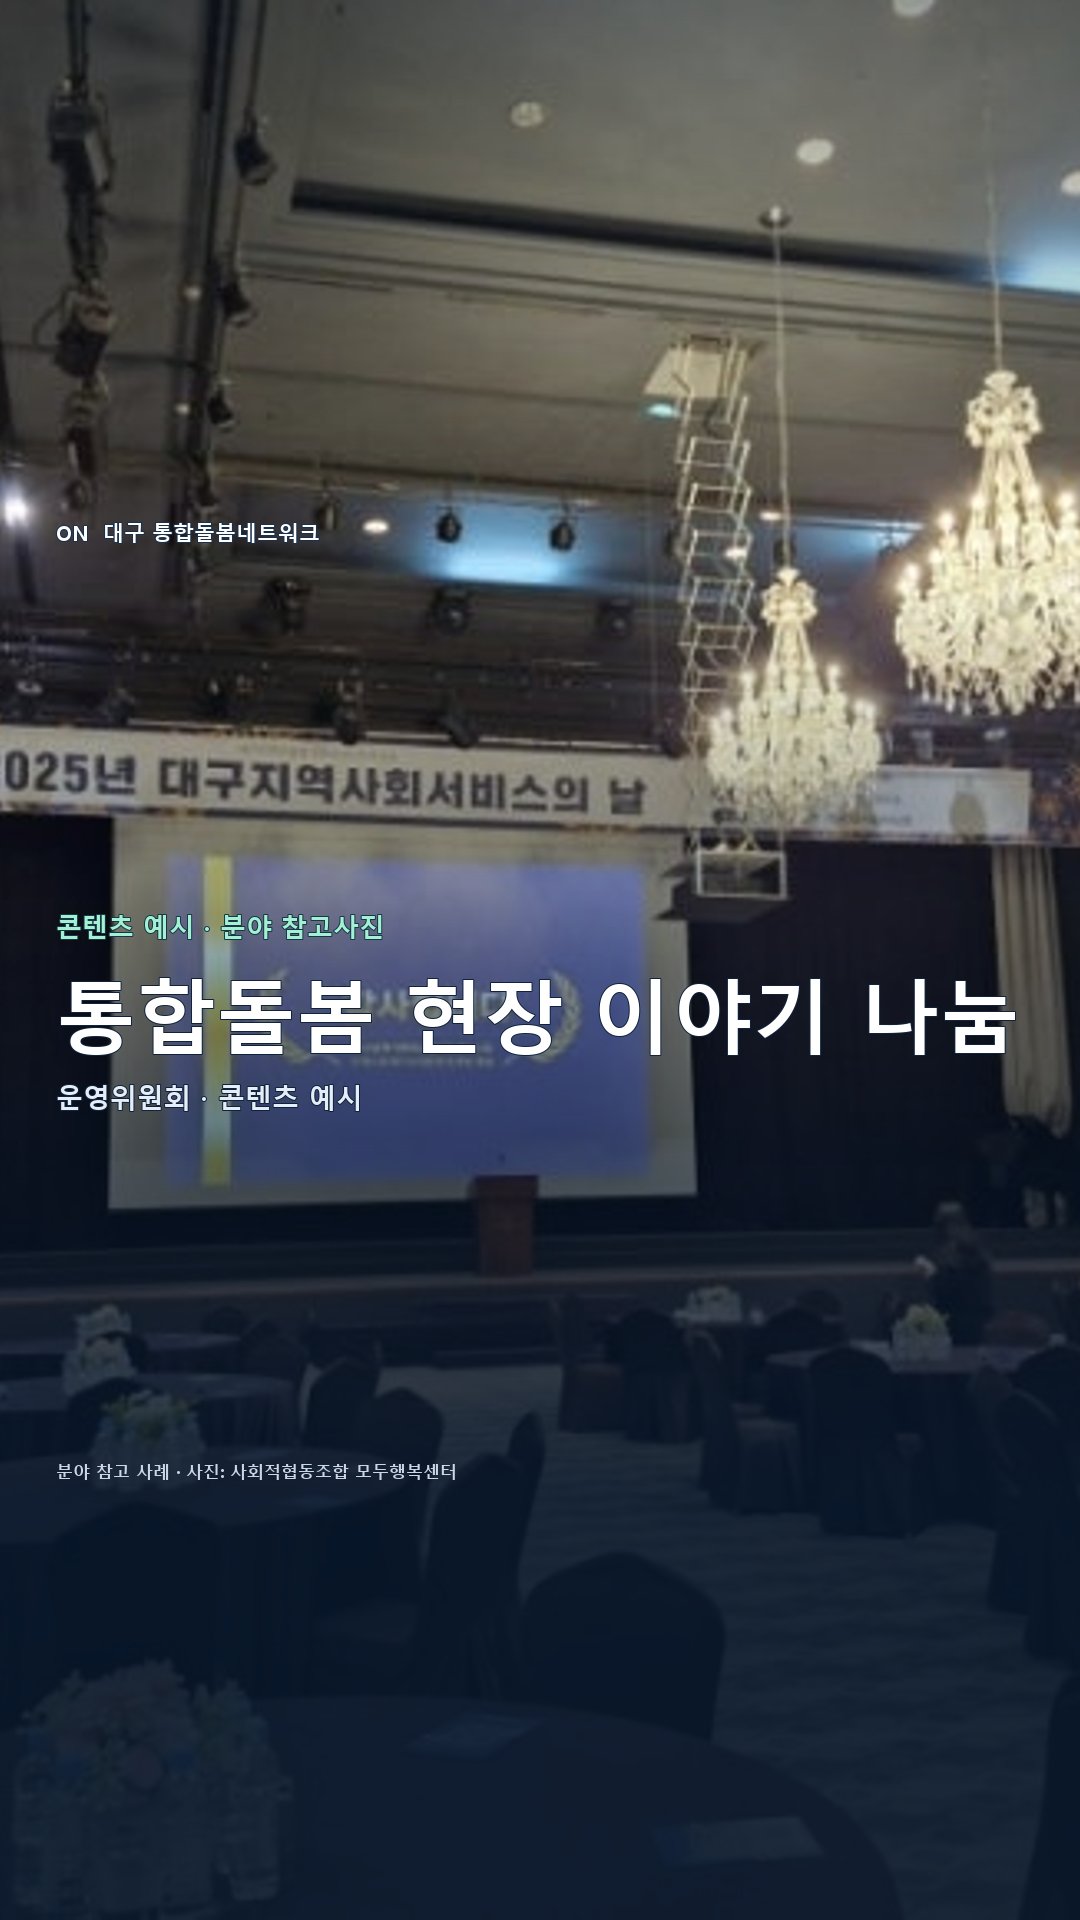 ON 대구 통합돌봄네트워크
025년 대구지역사회서비스의 날
콘텐츠 예시 · 분야 참고사진
통합돌봄 현장 이야기 나눔
운영위원회 · 콘텐츠 예시
분야 참고 사례 · 사진: 사회적협동조합 모두행복센터